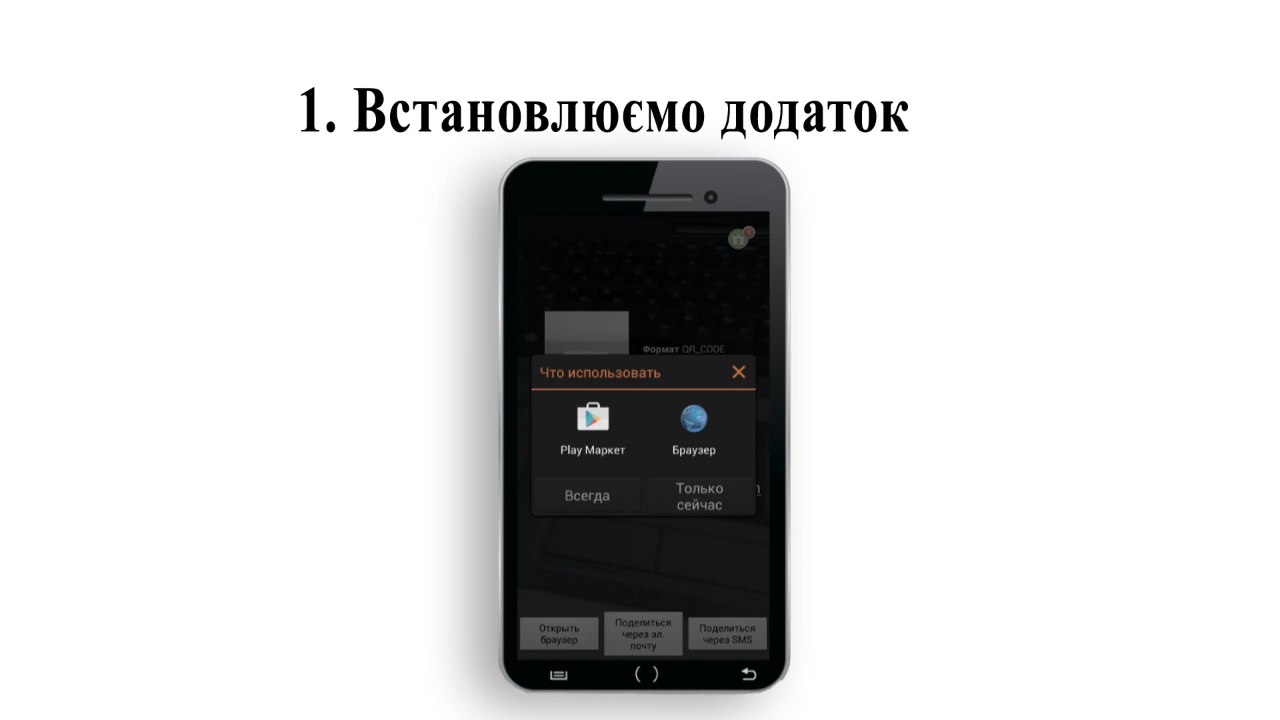 1. Встановлюємо додаток
Формат QR_CODE
Что использовать
Play Маркет
Браузер
Всегда
Только
сейчас
Открыть
браузер
Поделиться
через эл.
почту
Поделиться
через SMS